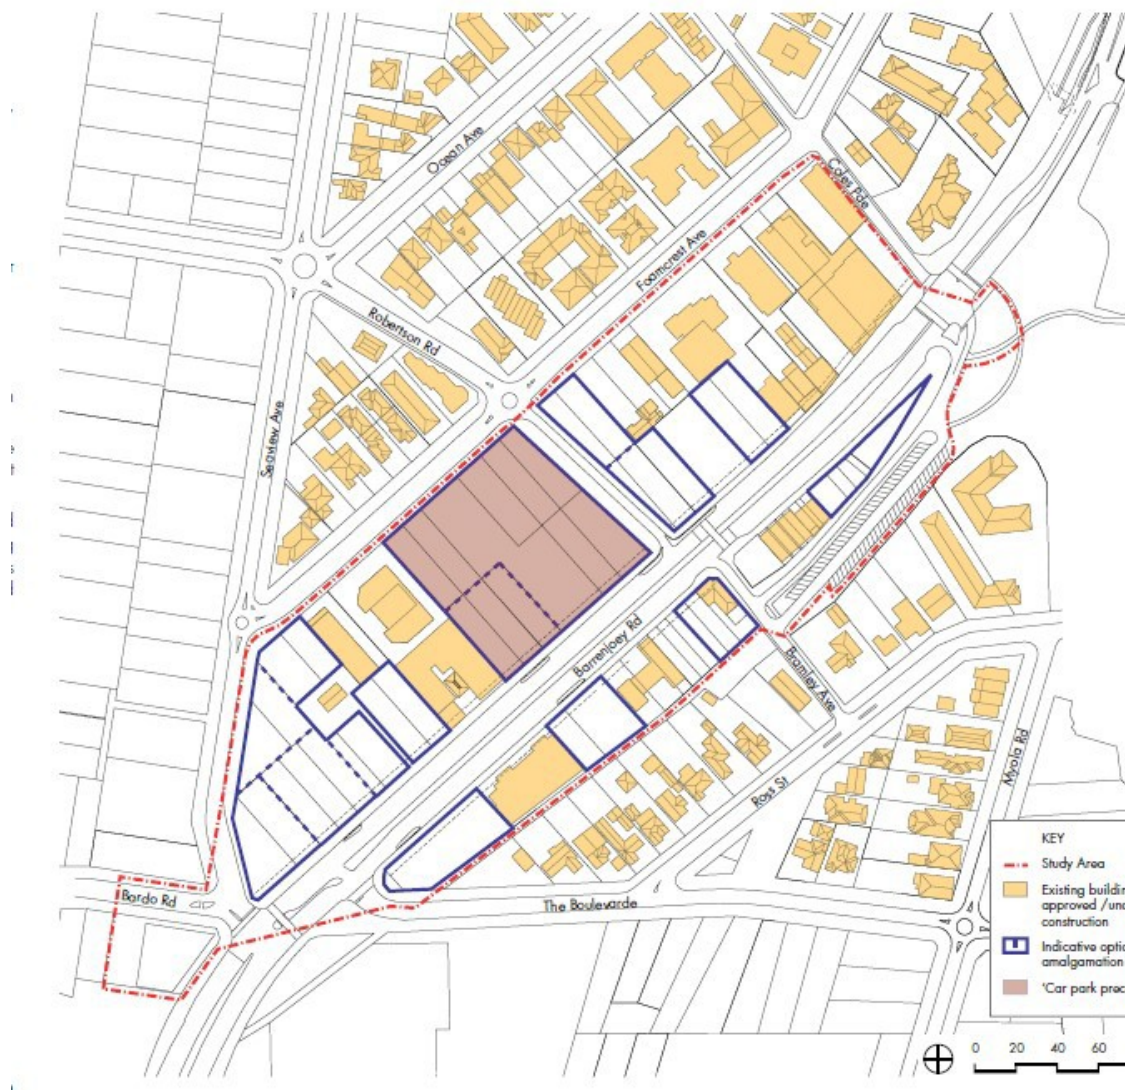 Ocean Ave
Coles Pde
Foamcrest Ave
Robertson Rd
Seaview Ave
Barrenjoey Rd
Bramley Ave
Ross St
Myola Rd
Bardo Rd
The Boulevarde
KEY
Study Area
Existing buildin
approved /und
construction
Indicative optio
amalgamation
'Car park prec
0 20 40 60